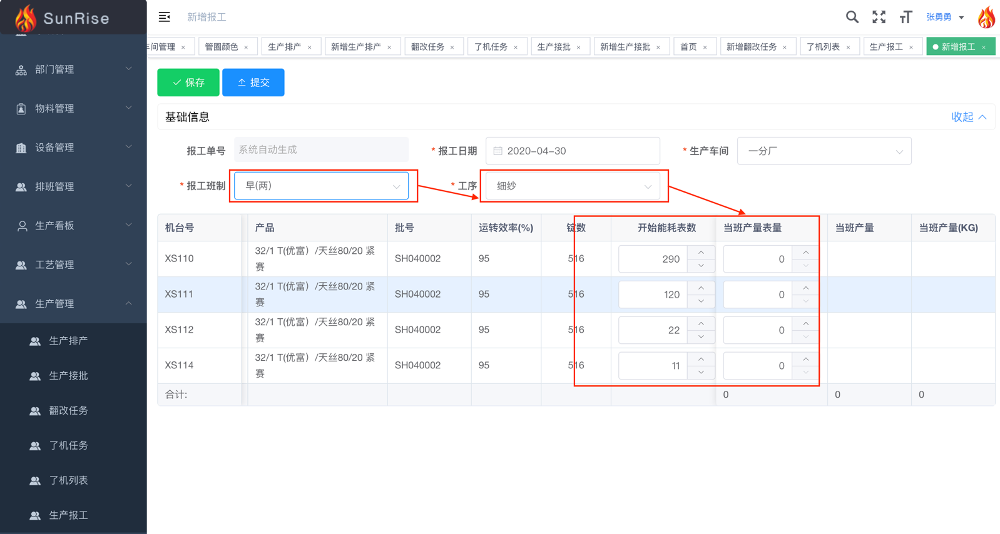 SunRise
新增报工
张勇勇
车间管理 ×
管圈颜色 ×
生产排产 ×
新增生产排产 ×
翻改任务 ×
了机任务 ×
生产接批 ×
新增生产接批 ×
首页 ×
新增翻改任务 ×
了机列表 ×
生产报工 ×
新增报工 ×
部门管理
物料管理
设备管理
排班管理
生产看板
工艺管理
生产管理
生产排产
生产接批
翻改任务
了机任务
了机列表
生产报工
保存
提交
基础信息
收起
报工单号 系统自动生成 * 报工日期 2020-04-30 * 生产车间 一分厂
* 报工班制 早(两) * 工序 细纱
机台号 产品 批号 运转效率(%) 锭数 开始能耗表数 当班产量表量 当班产量 当班产量(KG)
XS110 32/1 T(优富）/天丝80/20 紧 SH040002 95 516 290 0
赛
XS111 32/1 T(优富）/天丝80/20 紧 SH040002 95 516 120 0
赛
XS112 32/1 T(优富）/天丝80/20 紧 SH040002 95 516 22 0
赛
XS114 32/1 T(优富）/天丝80/20 紧 SH040002 95 516 11 0
赛
合计: 0 0 0